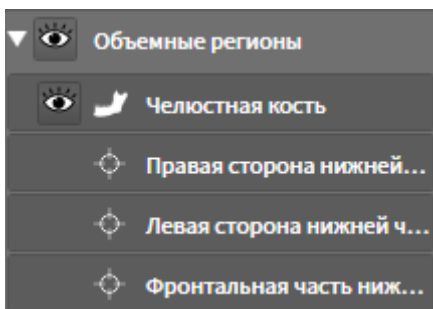 Объемные регионы
Челюстная кость
Правая сторона нижней...
Левая сторона нижней ч...
Фронтальная часть ниж...